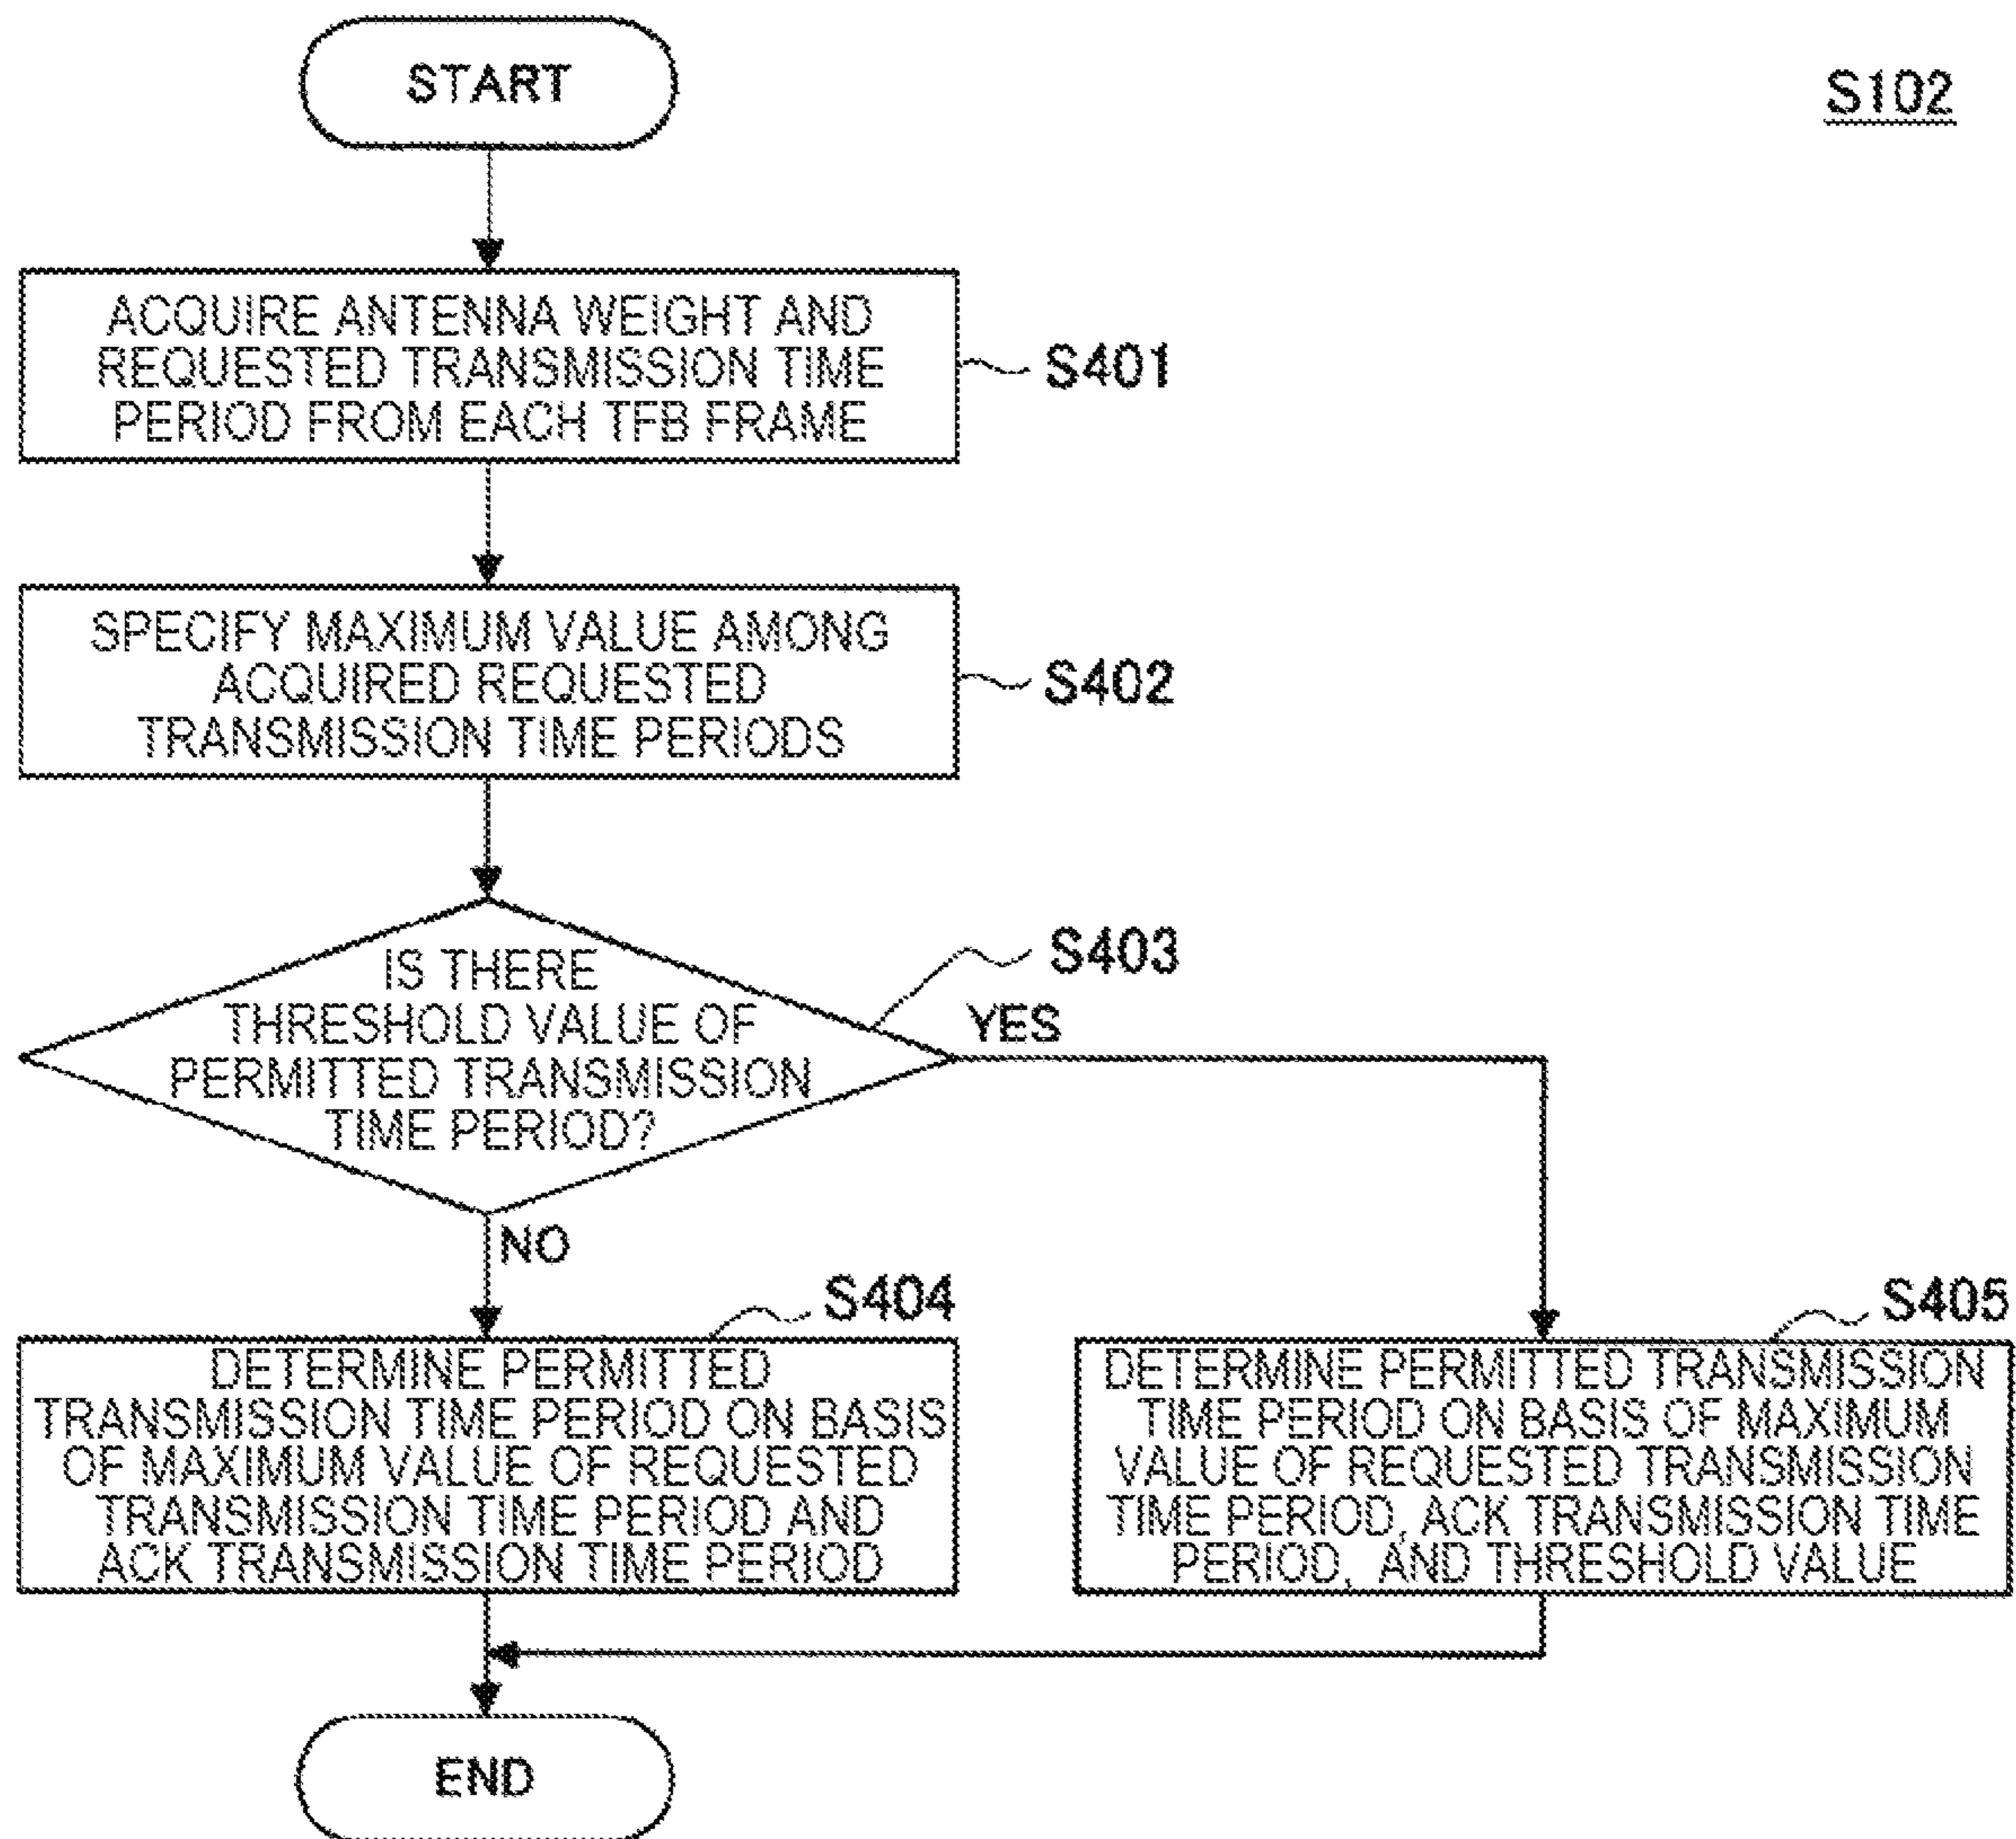 START
S102
ACQUIRE ANTENNA WEIGHT AND
REQUESTED TRANSMISSION TIME
PERIOD FROM EACH TFB FRAME
S401
SPECIFY MAXIMUM VALUE AMONG
ACQUIRED REQUESTED
TRANSMISSION TIME PERIODS
S402
IS THERE
THRESHOLD VALUE OF
PERMITTED TRANSMISSION
TIME PERIOD?
S403
YES
NO
S404
DETERMINE PERMITTED
TRANSMISSION TIME PERIOD ON BASIS
OF MAXIMUM VALUE OF REQUESTED
TRANSMISSION TIME PERIOD AND
ACK TRANSMISSION TIME PERIOD
S405
DETERMINE PERMITTED TRANSMISSION
TIME PERIOD ON BASIS OF MAXIMUM
VALUE OF REQUESTED TRANSMISSION
TIME PERIOD, ACK TRANSMISSION TIME
PERIOD, AND THRESHOLD VALUE
END